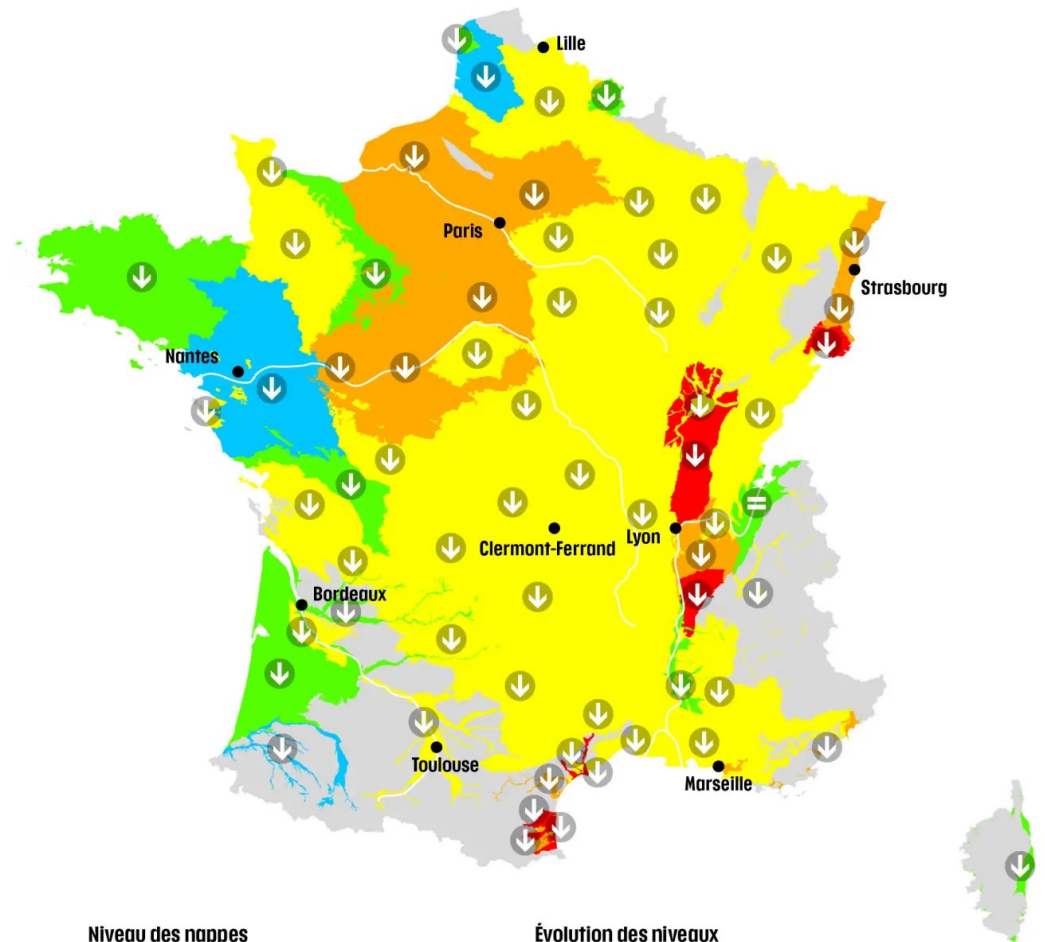 Lille
Paris
Strasbourg
Nantes
Lyon
Clermont-Ferrand
Bordeaux
Toulouse
Marseille
Niveau des nappes
Évolution des niveaux